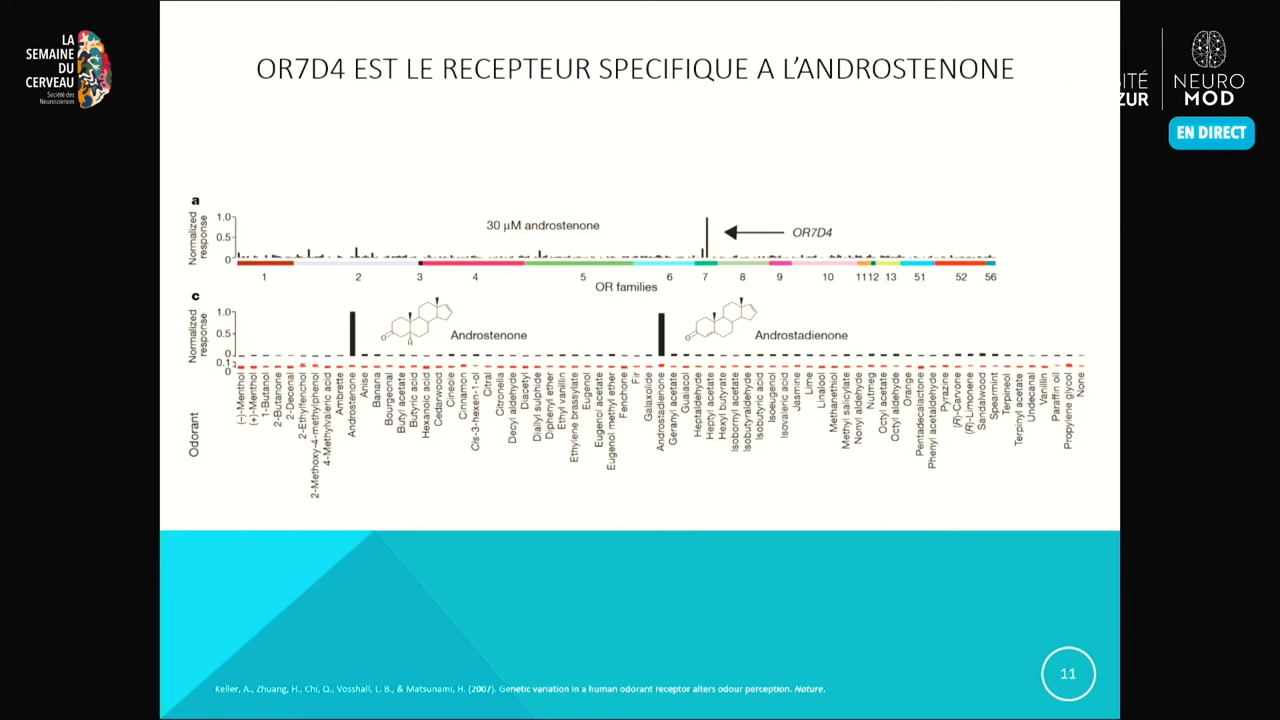 LA
SEMAINE
DU
CERVEAU
Société des
Neurosciences
OR7D4 EST LE RECEPTEUR SPECIFIQUE A L'ANDROSTENONE
ITÉ
ZUR
NEURO
MOD
EN DIRECT
a
Normalized
response
1.0
0.5
0
30 µM androstenone
OR7D4
1 2 3 4 5 6 7 8 9 10 11 12 13 51 52 56
OR families
c
Normalized
response
1.0
0.5
0
0.1
0
Androstenone
Androstadienone
O
H
O
Odorant
(-)-Menthol
(+)-Menthol
1-Butanol
2-Butanone
2-Decenal
2-Ethylfenchol
2-Methoxy-4-methylphenol
4-Methylvaleric acid
Ambrette
Androstenone
Anise
Banana
Bourgeonal
Butyl acetate
Butyric acid
Hexanoic acid
Cedarwood
Cineole
Cinnamon
Cis-3-hexen-1-ol
Citral
Citronella
Decyl aldehyde
Diacetyl
Diallyl sulphide
Diphenyl ether
Ethyl vanillin
Ethylene brassylate
Eugenol
Eugenol acetate
Eugenol methyl ether
Fenchone
Fir
Galaxolide
Androstadienone
Geranyl acetate
Guaiacol
Heptaldehyde
Heptyl acetate
Hexyl butyrate
Isobornyl acetate
Isobutyraldehyde
Isobutyric acid
Isoeugenol
Isovaleric acid
Jasmine
Lime
Linalool
Methanethiol
Methyl salicylate
Nonyl aldehyde
Nutmeg
Octyl acetate
Octyl aldehyde
Orange
Pentadecalactone
Phenyl acetaldehyde
Pyrazine
(R)-Carvone
(R)-Limonene
Sandalwood
Spearmint
Terpineol
Terpinyl acetate
Undecanal
Vanillin
Paraffin oil
Propylene glycol
None
Keller, A., Zhuang, H., Chi, Q., Vosshall, L. B., & Matsunami, H. (2007). Genetic variation in a human odorant receptor alters odour perception. Nature.
11